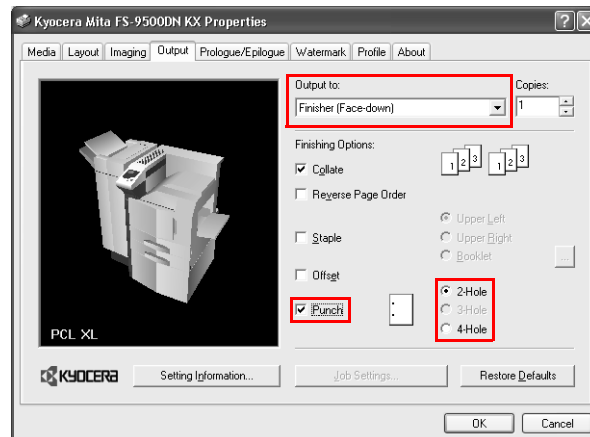 Kyocera Mita FS-9500DN KX Properties
Media Layout Imaging Output Prologue/Epilogue Watermark Profile About
Output to: Copies:
Finisher (Face-down) 1
Finishing Options:
Collate
1 2 3 1 2 3
Reverse Page Order
Upper Left
Staple Upper Right
Booklet ...
Offset
2-Hole
Punch 3-Hole
4-Hole
PCL XL
KYOCERA Setting Information... Job Settings... Restore Defaults
OK Cancel